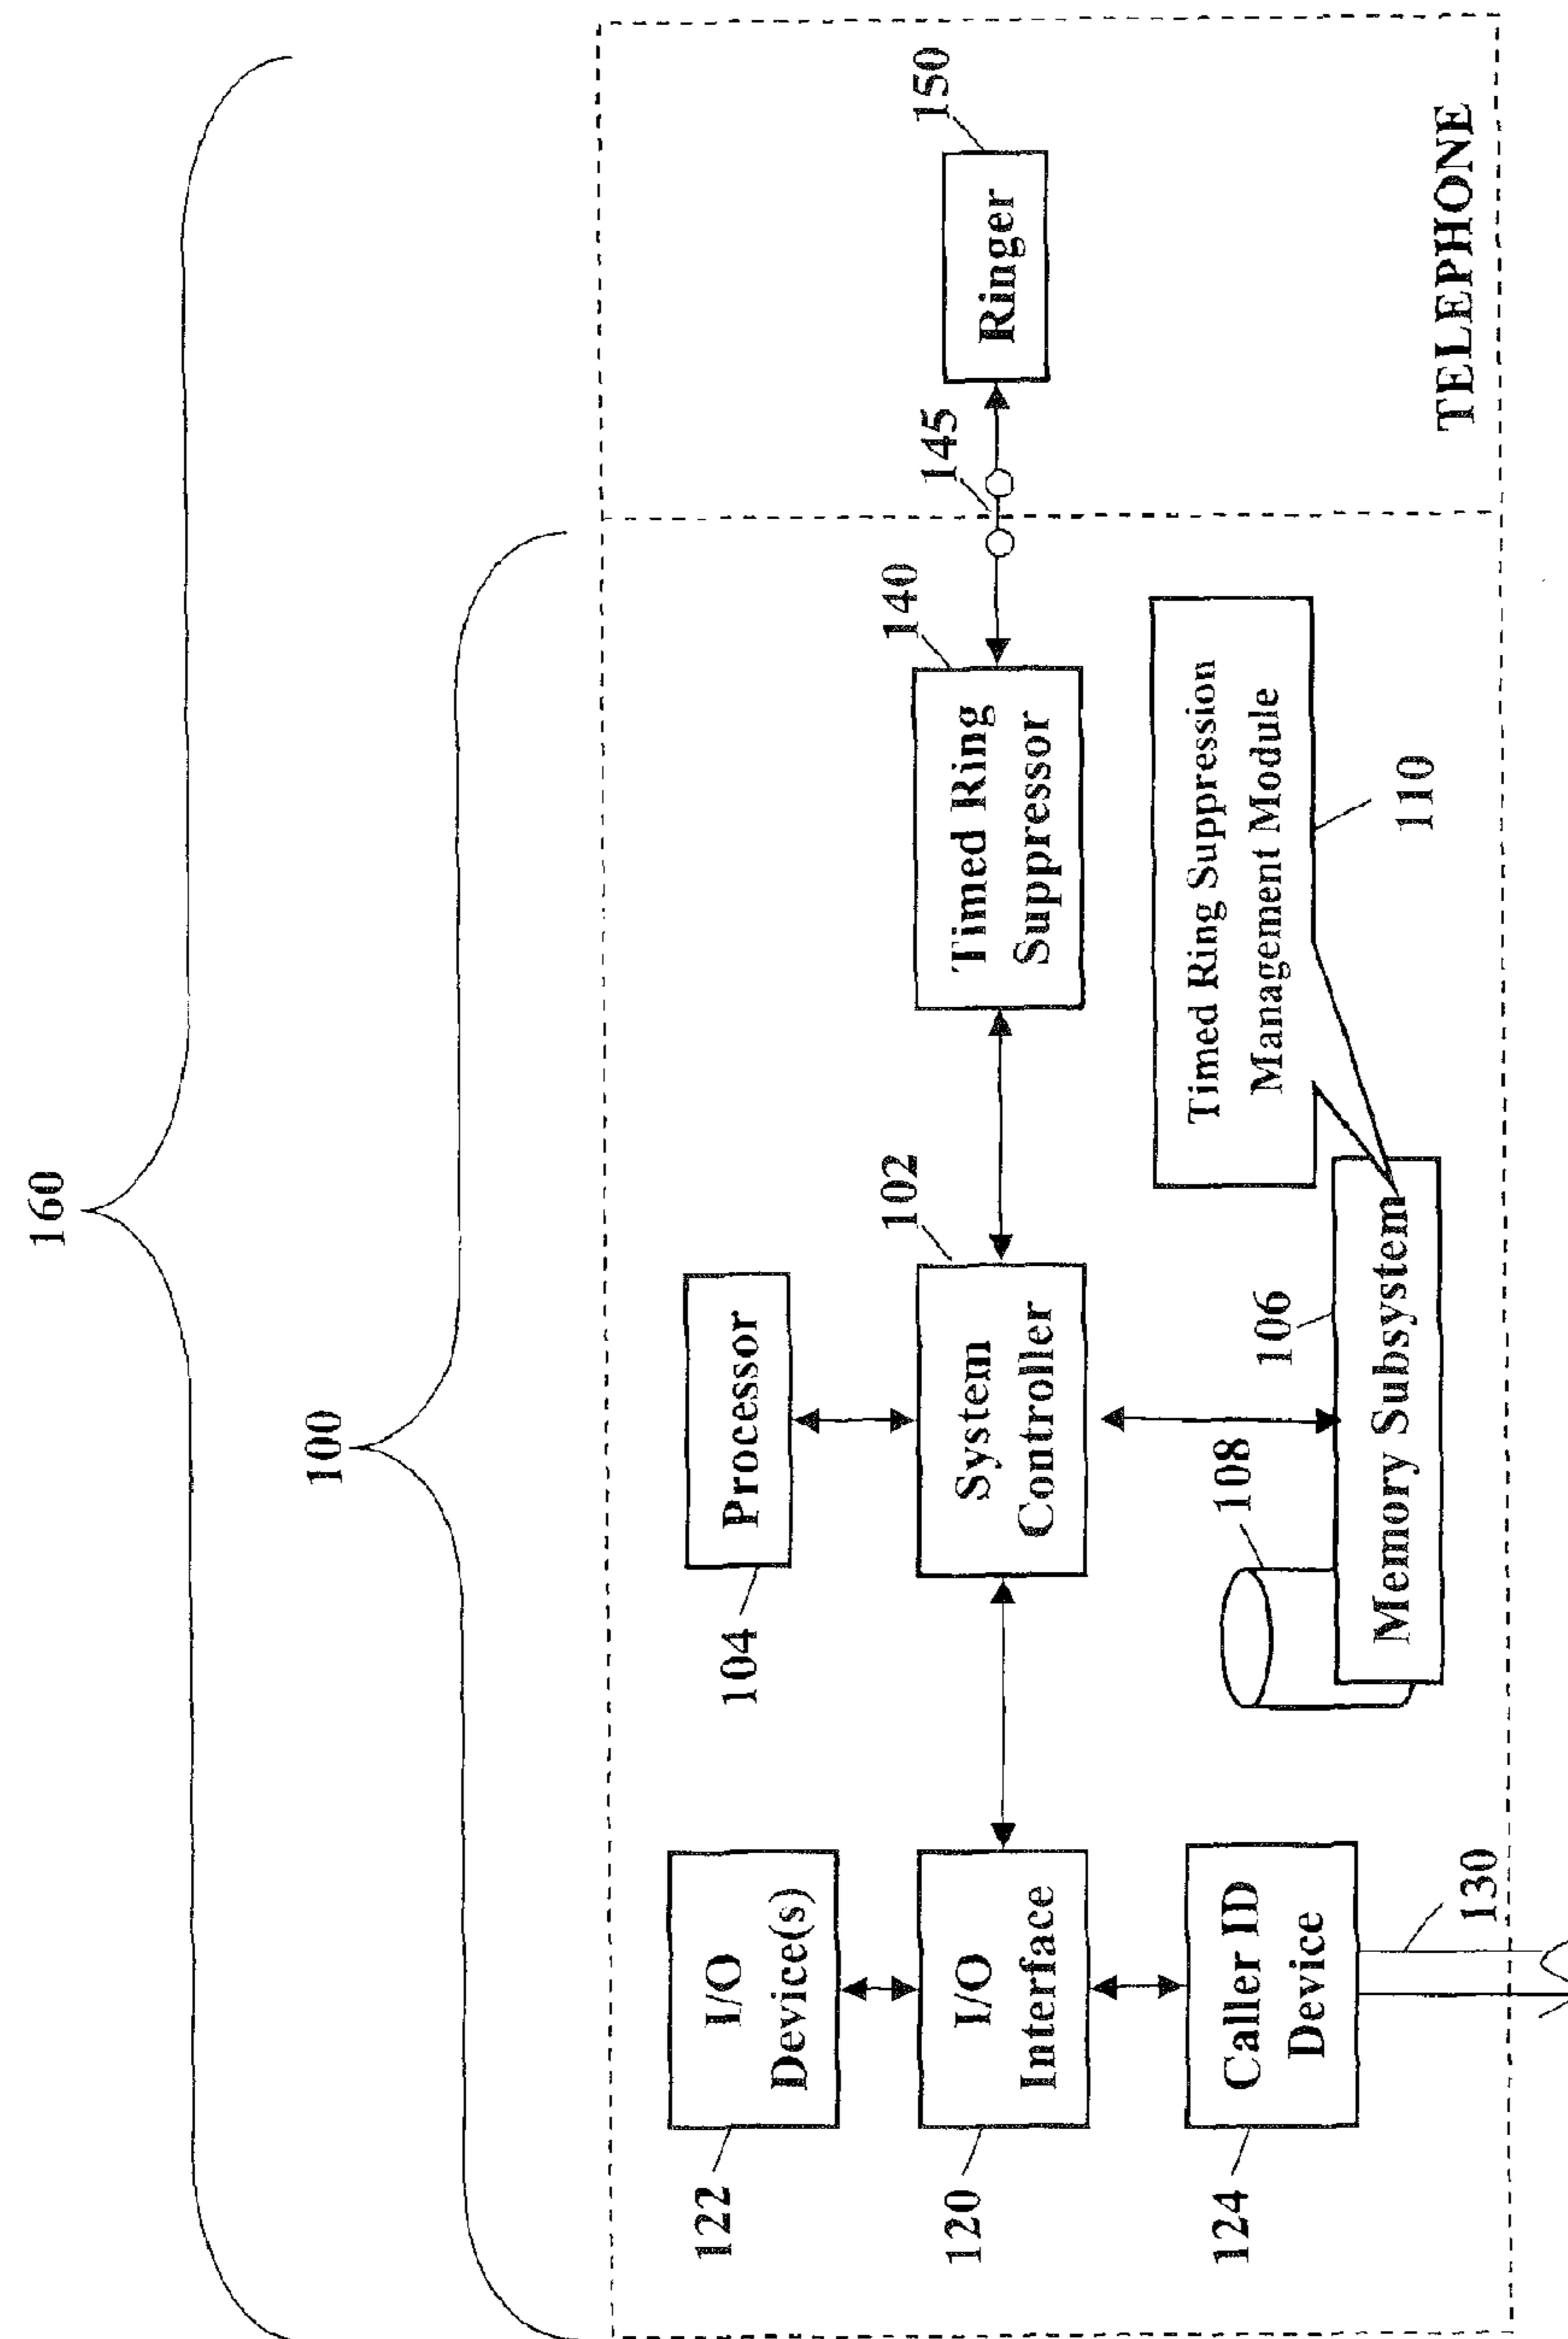 160
100
122
I/O
Device(s)
104
Processor
120
I/O
Interface
102
System
Controller
140
Timed Ring
Suppressor
145
150
Ringer
124
Caller ID
Device
130
108
106
Memory Subsystem
Timed Ring Suppression
Management Module
110
TELEPHONE